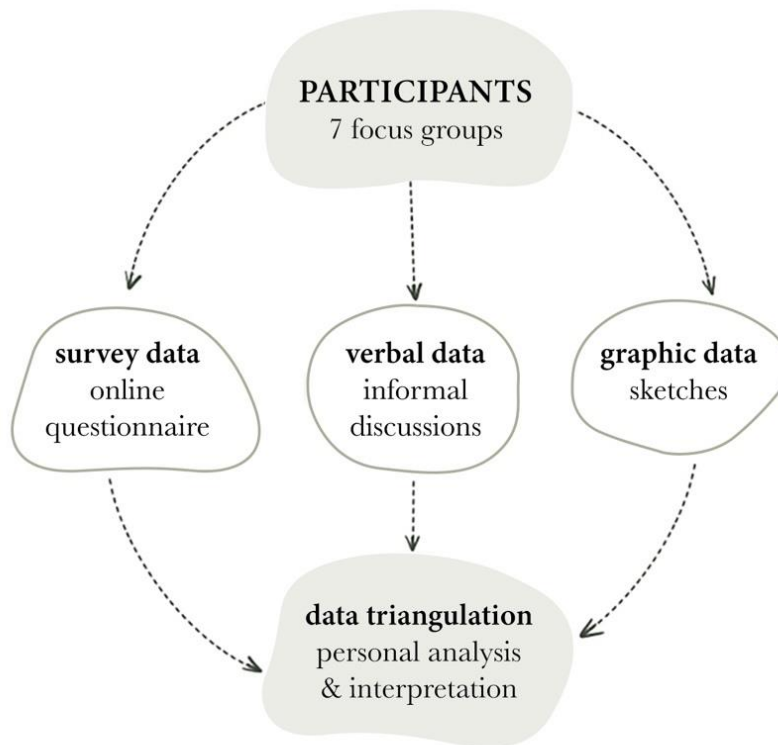 PARTICIPANTS
7 focus groups
survey data
online
questionnaire
verbal data
informal
discussions
graphic data
sketches
data triangulation
personal analysis
& interpretation